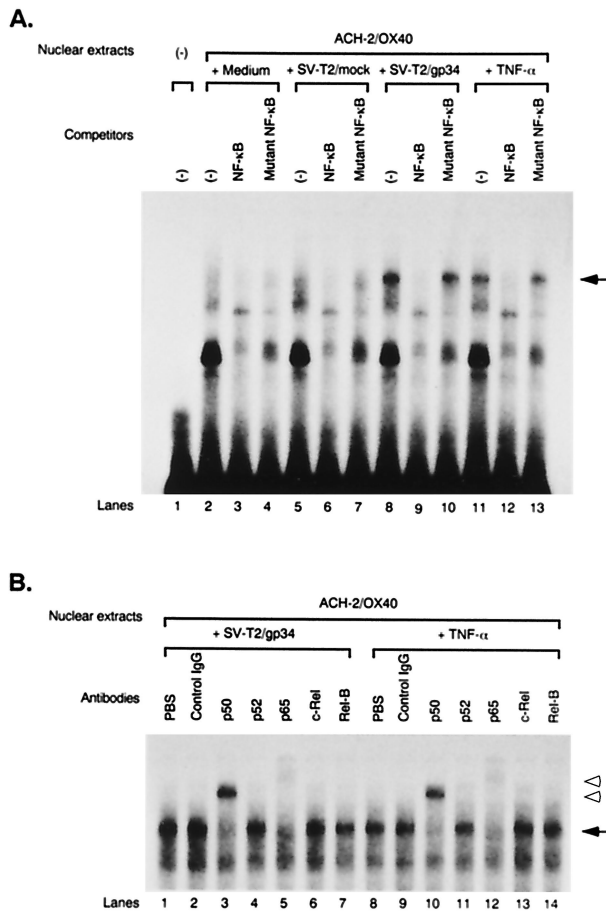 A.
ACH-2/OX40
Nuclear extracts (-) + Medium + SV-T2/mock + SV-T2/gp34 + TNF-α
Competitors (-) (-) NF-κB Mutant NF-κB (-) NF-κB Mutant NF-κB (-) NF-κB Mutant NF-κB (-) NF-κB Mutant NF-κB
Lanes 1 2 3 4 5 6 7 8 9 10 11 12 13
B.
ACH-2/OX40
Nuclear extracts
+ SV-T2/gp34 + TNF-α
Antibodies PBS Control IgG p50 p52 p65 c-Rel Rel-B PBS Control IgG p50 p52 p65 c-Rel Rel-B
Lanes 1 2 3 4 5 6 7 8 9 10 11 12 13 14